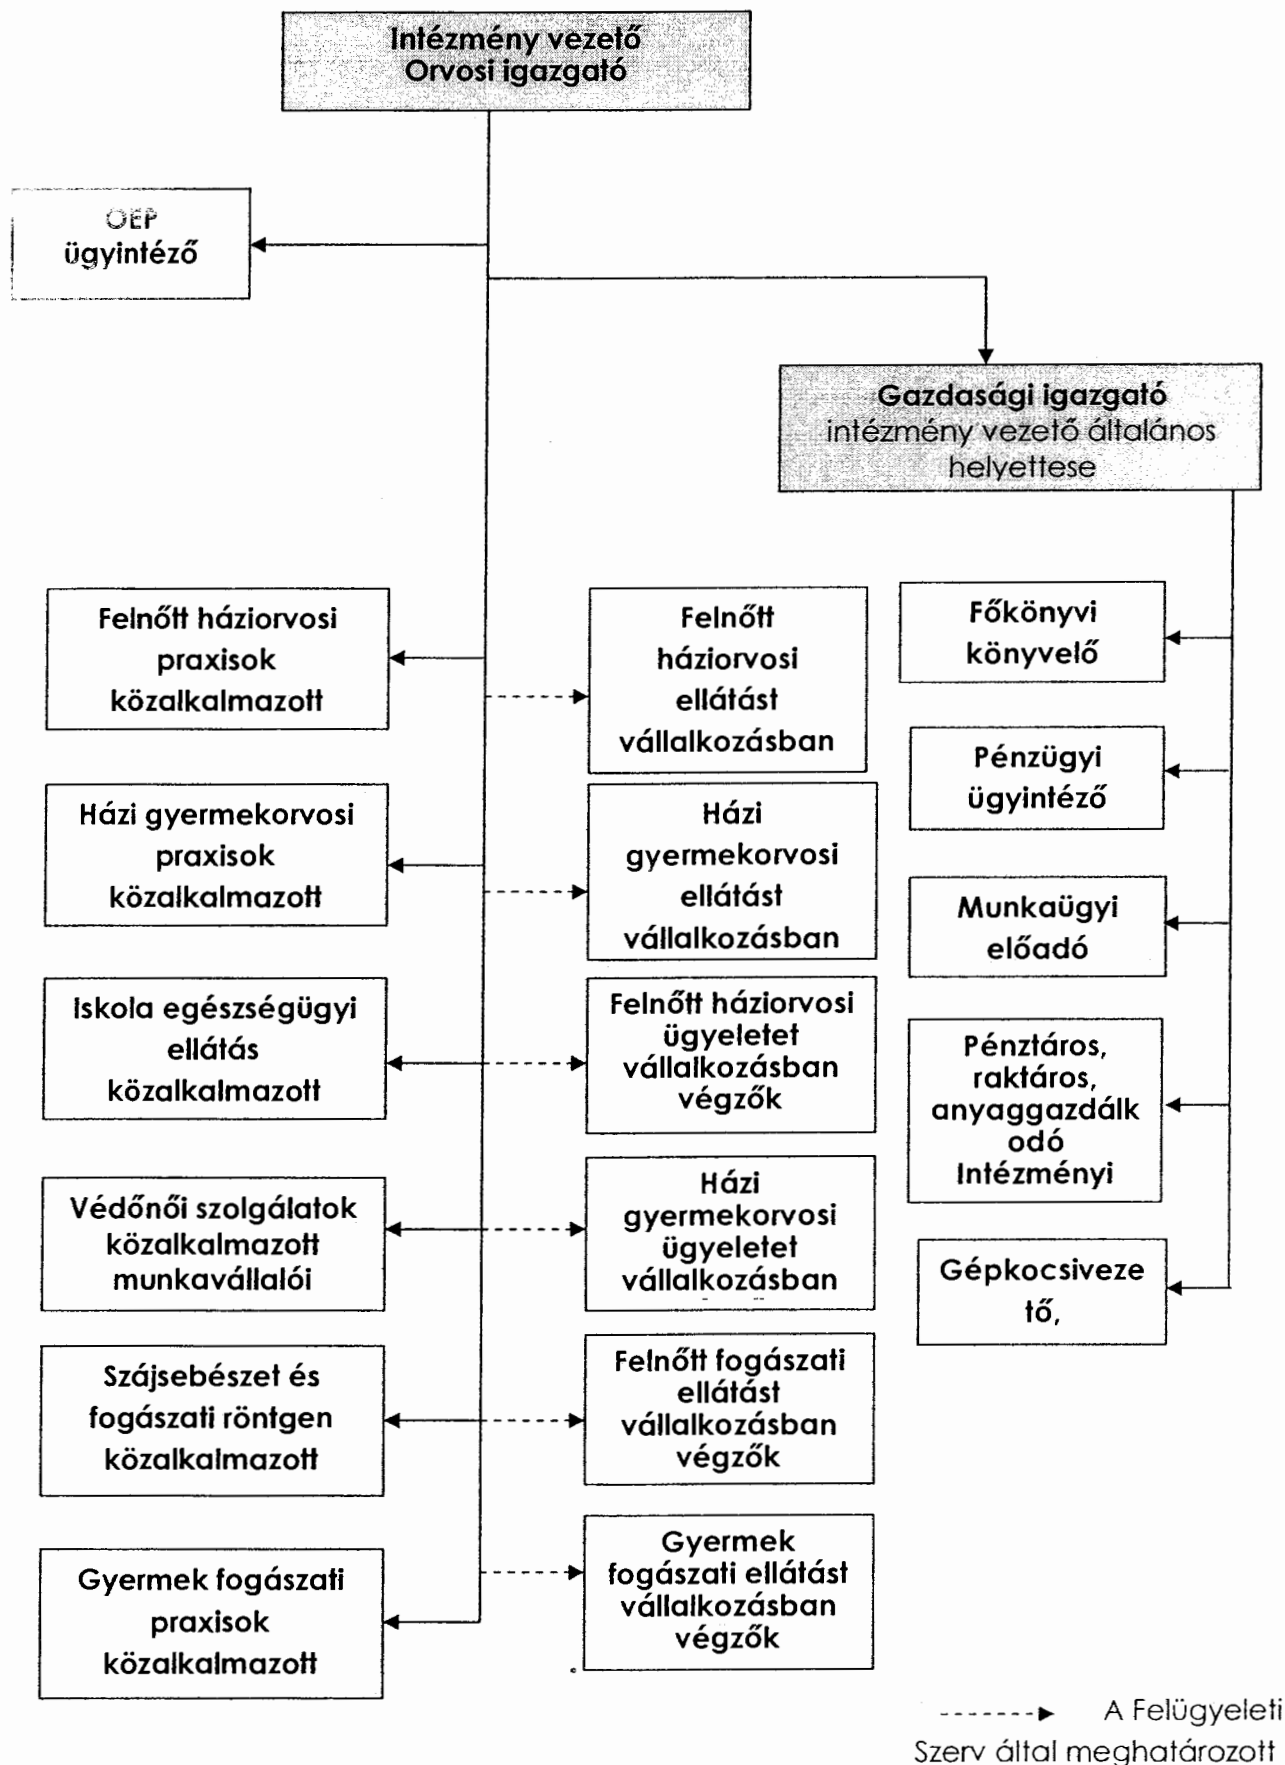 Intézmény vezető
Orvosi igazgató
OEP
ügyintéző
Gazdasági igazgató
intézmény vezető általános
helyettese
Felnőtt háziorvosi
praxisok
közalkalmazott
Felnőtt
háziorvosi
ellátást
vállalkozásban
Főkönyvi
könyvelő
Házi gyermekorvosi
praxisok
közalkalmazott
Házi
gyermekorvosi
ellátást
vállalkozásban
Pénzügyi
ügyintéző
Iskola egészségügyi
ellátás
közalkalmazott
Felnőtt háziorvosi
ügyeletet
vállalkozásban
végzők
Munkaügyi
előadó
Védőnői szolgálatok
közalkalmazott
munkavállalói
Házi
gyermekorvosi
ügyeletet
vállalkozásban
Pénztáros,
raktáros,
anyaggazdálk
odó
Intézményi
Szájsebészet és
fogászati röntgen
közalkalmazott
Felnőtt fogászati
ellátást
vállalkozásban
végzők
Gépkocsiveze
tő,
Gyermek fogászati
praxisok
közalkalmazott
Gyermek
fogászati ellátást
vállalkozásban
végzők
A Felügyeleti
Szerv által meghatározott